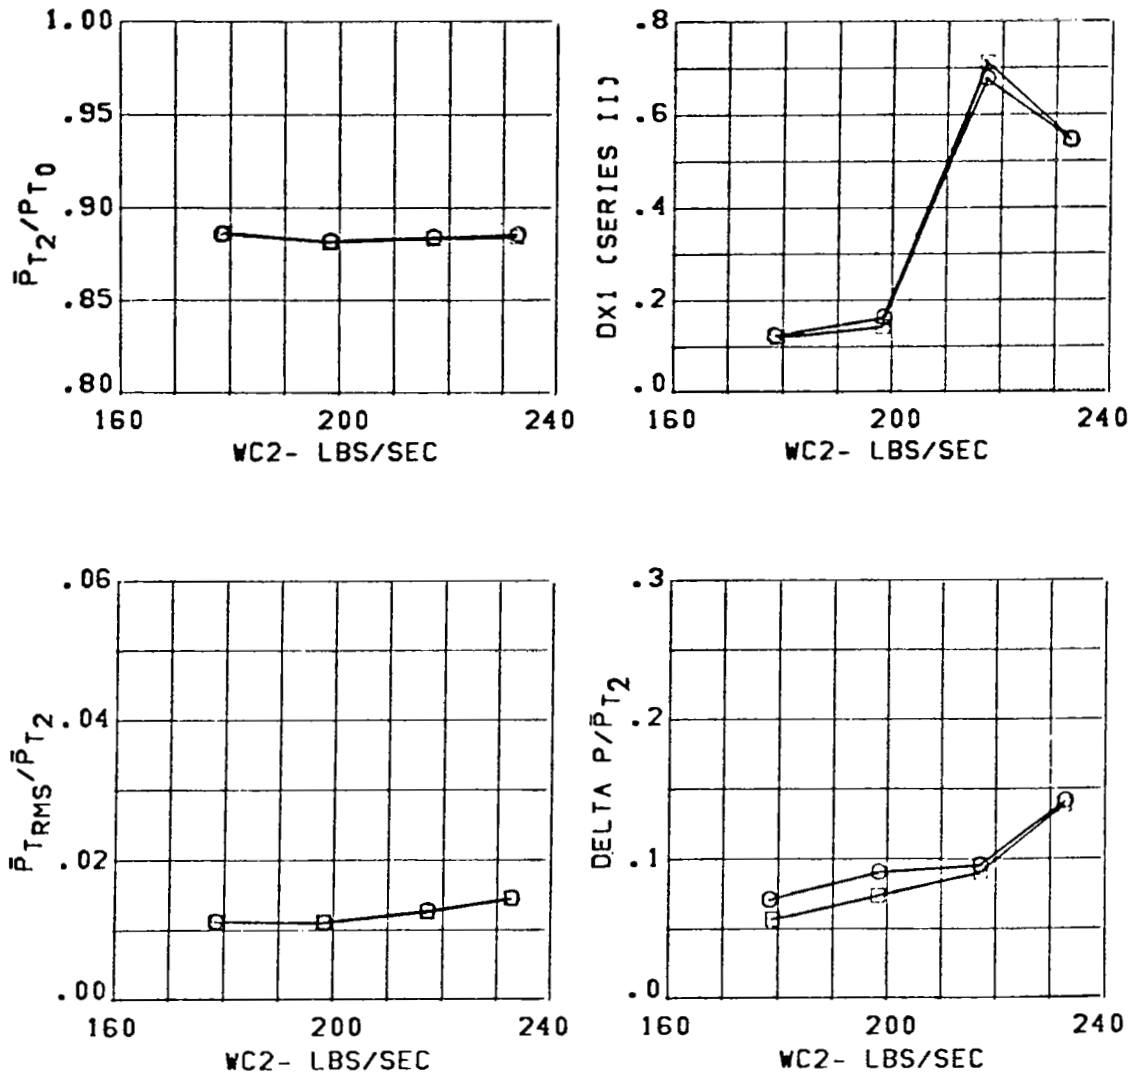 1.00
.95
.90
.85
.80
P̄T2/PT0
160 200 240
WC2- LBS/SEC
.8
.6
.4
.2
.0
DX1 (SERIES II)
160 200 240
WC2- LBS/SEC
.06
.04
.02
.00
P̄TRMS/P̄T2
160 200 240
WC2- LBS/SEC
.3
.2
.1
.0
DELTA P/P̄T2
160 200 240
WC2- LBS/SEC